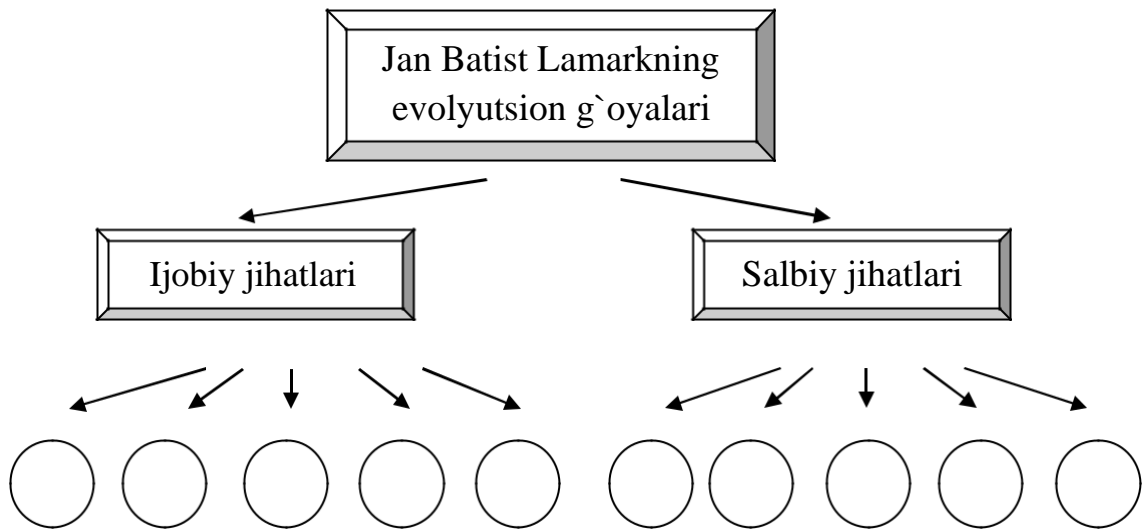 Jan Batist Lamarkning
evolyutsion g`oyalari
Ijobiy jihatlari
Salbiy jihatlari